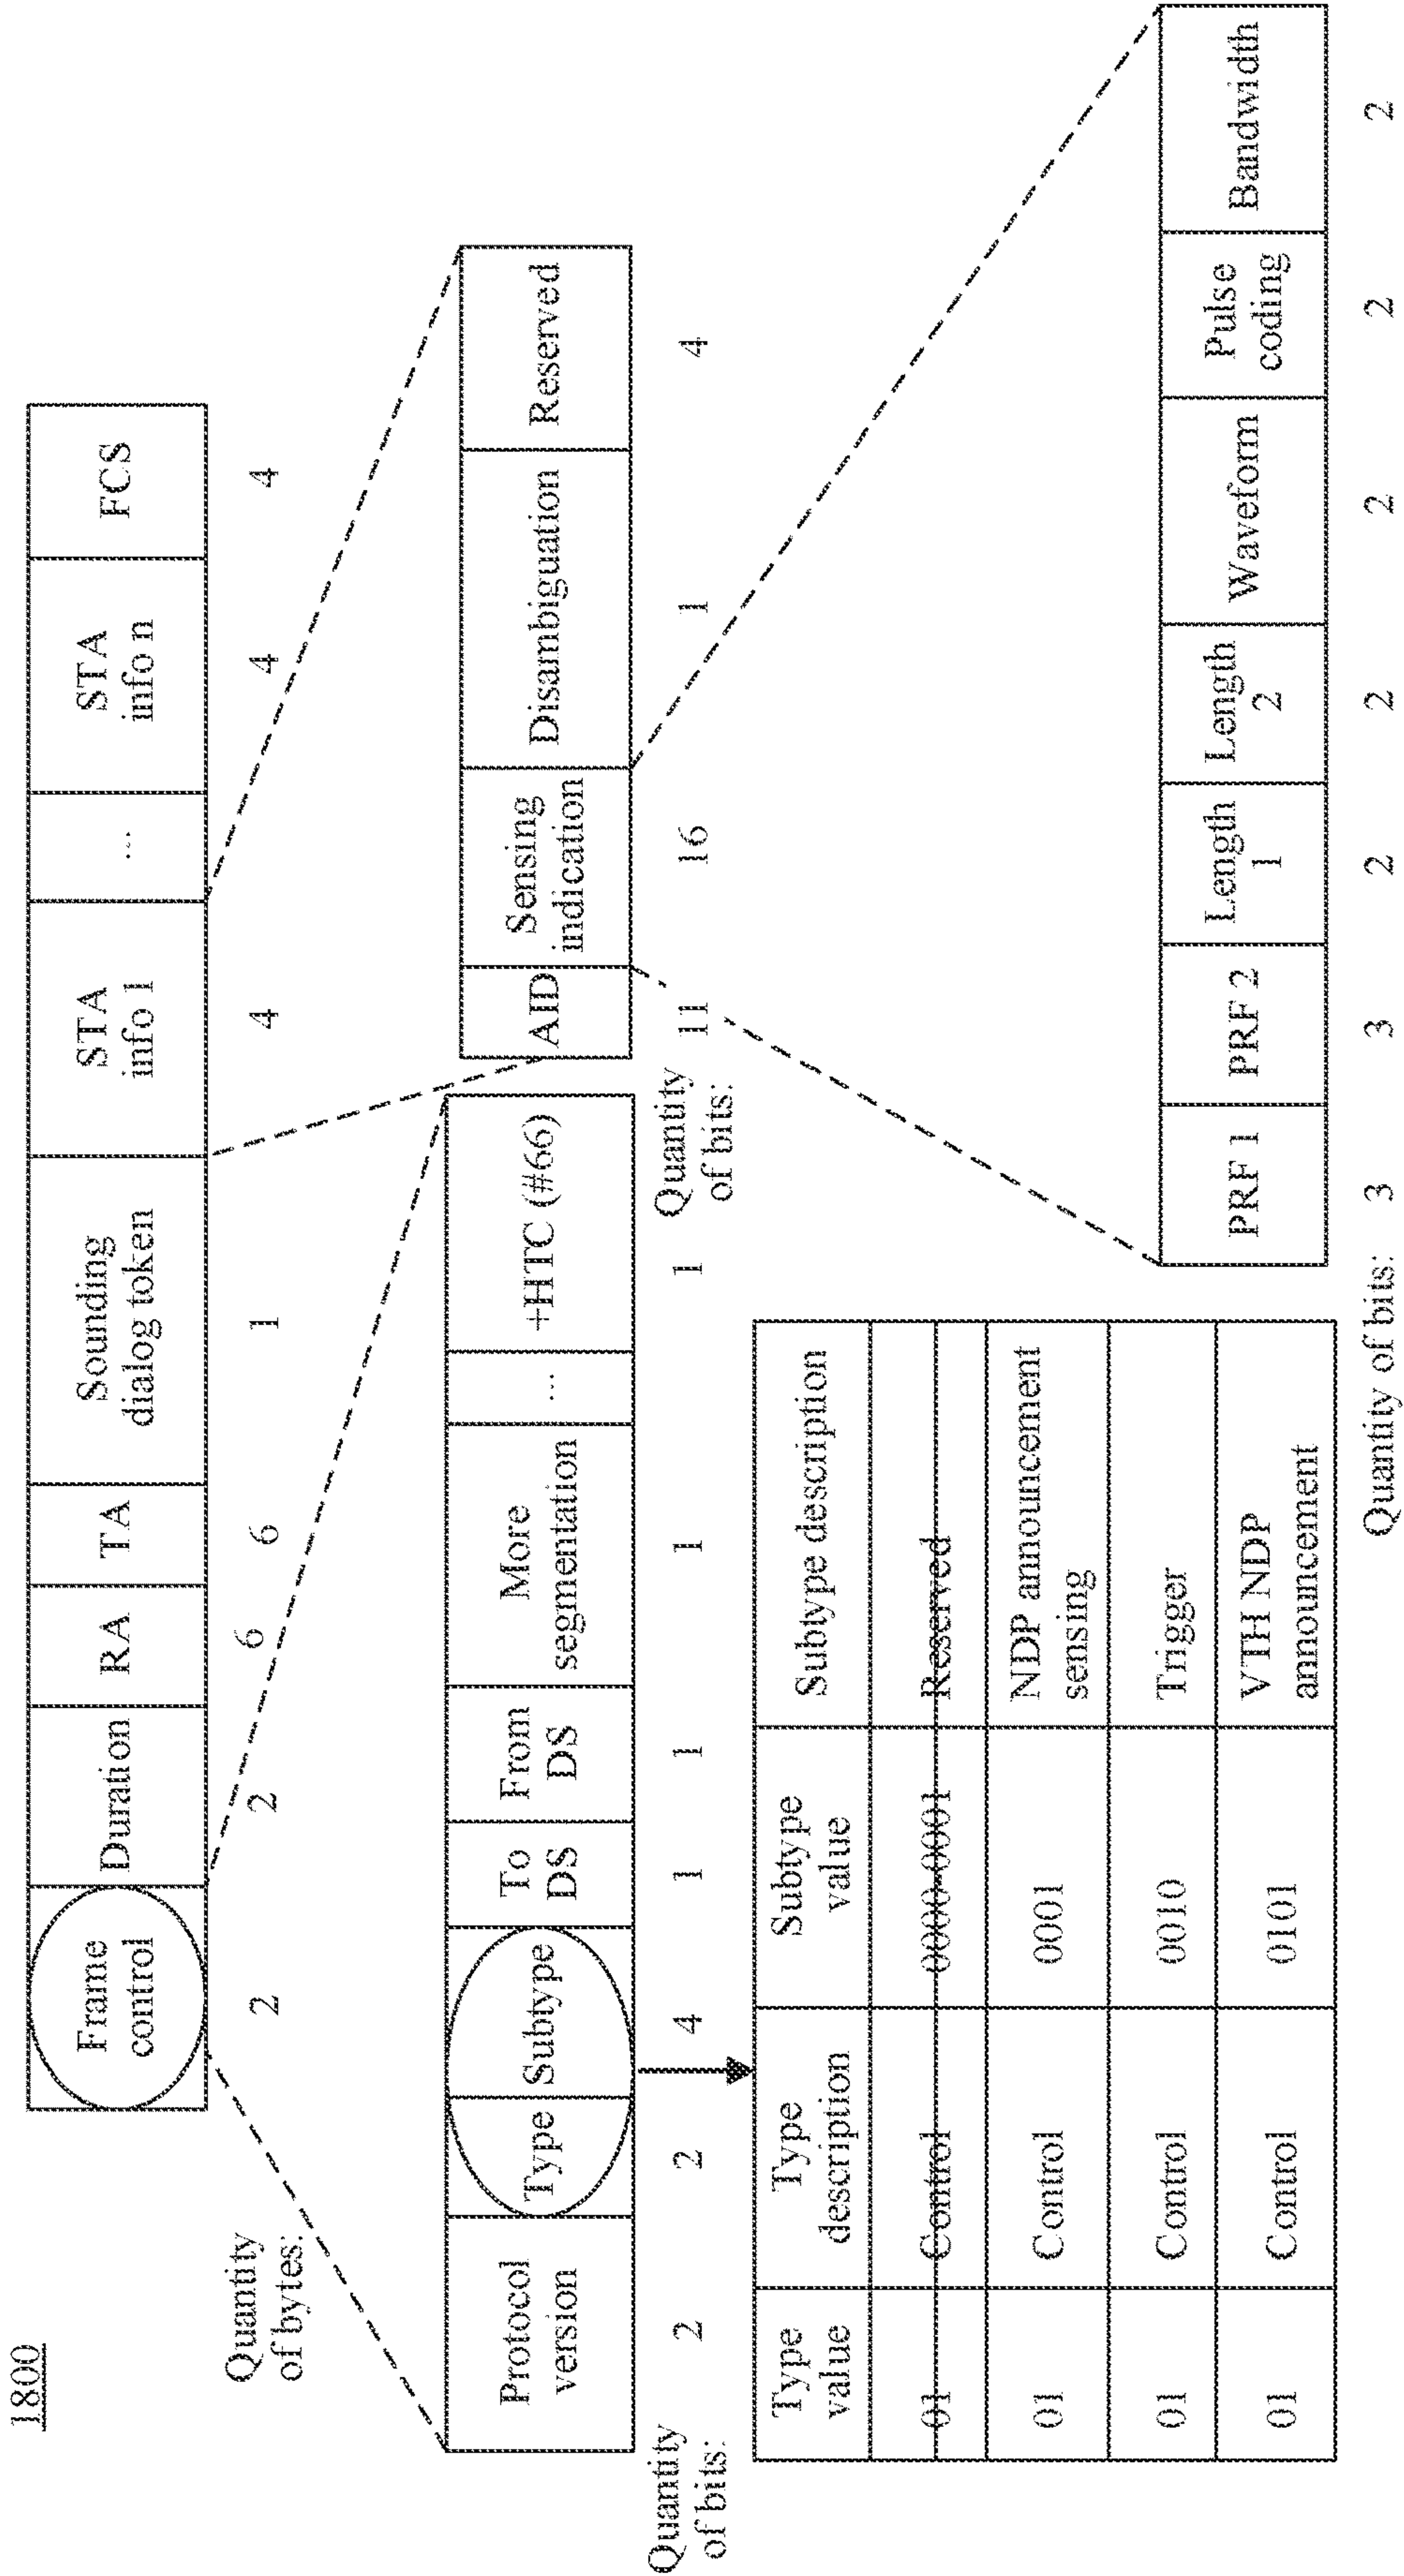 1800
Frame
control
Duration
RA
TA
Sounding
dialog token
STA
info 1
...
STA
info n
FCS
Quantity
of bytes:
2
2
6
6
1
4
4
4
Protocol
version
Type
Subtype
To
DS
From
DS
More
segmentation
...
+HTC (#66)
Quantity
of bits:
2
2
4
1
1
1
1
AID
Sensing
indication
Disambiguation
Reserved
Quantity
of bits:
11
16
1
4
Type
value
Type
description
Subtype
value
Subtype description
01
Control
0000-0001
Reserved
01
Control
0001
NDP announcement
sensing
01
Control
0010
Trigger
01
Control
0101
VTH NDP
announcement
PRF 1
PRF 2
Length
1
Length
2
Waveform
Pulse
coding
Bandwidth
Quantity of bits:
3
3
2
2
2
2
2